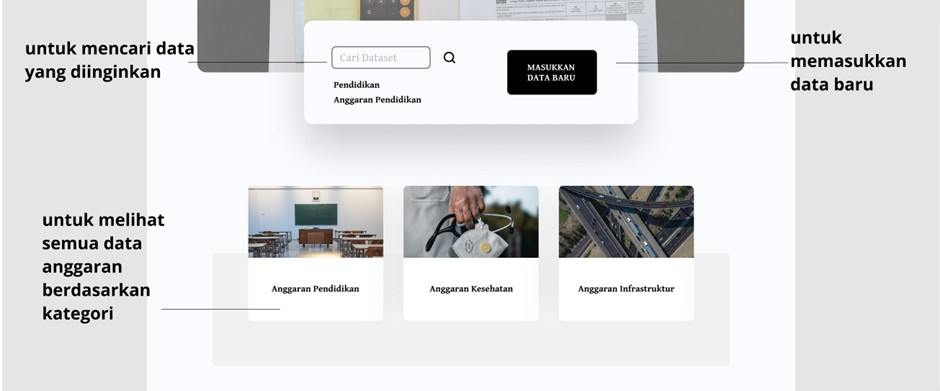 untuk mencari data
yang diinginkan
Cari Dataset
Pendidikan
Anggaran Pendidikan
MASUKKAN
DATA BARU
untuk
memasukkan
data baru
untuk melihat
semua data
anggaran
berdasarkan
kategori
Anggaran Pendidikan
Anggaran Kesehatan
Anggaran Infrastruktur